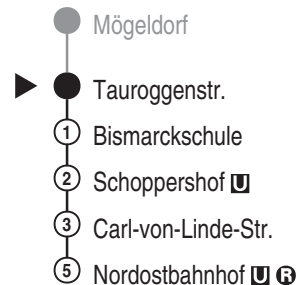 Mögeldorf
Tauroggenstr.
1 Bismarckschule
2 Schoppershof U
3 Carl-von-Linde-Str.
5 Nordostbahnhof U R